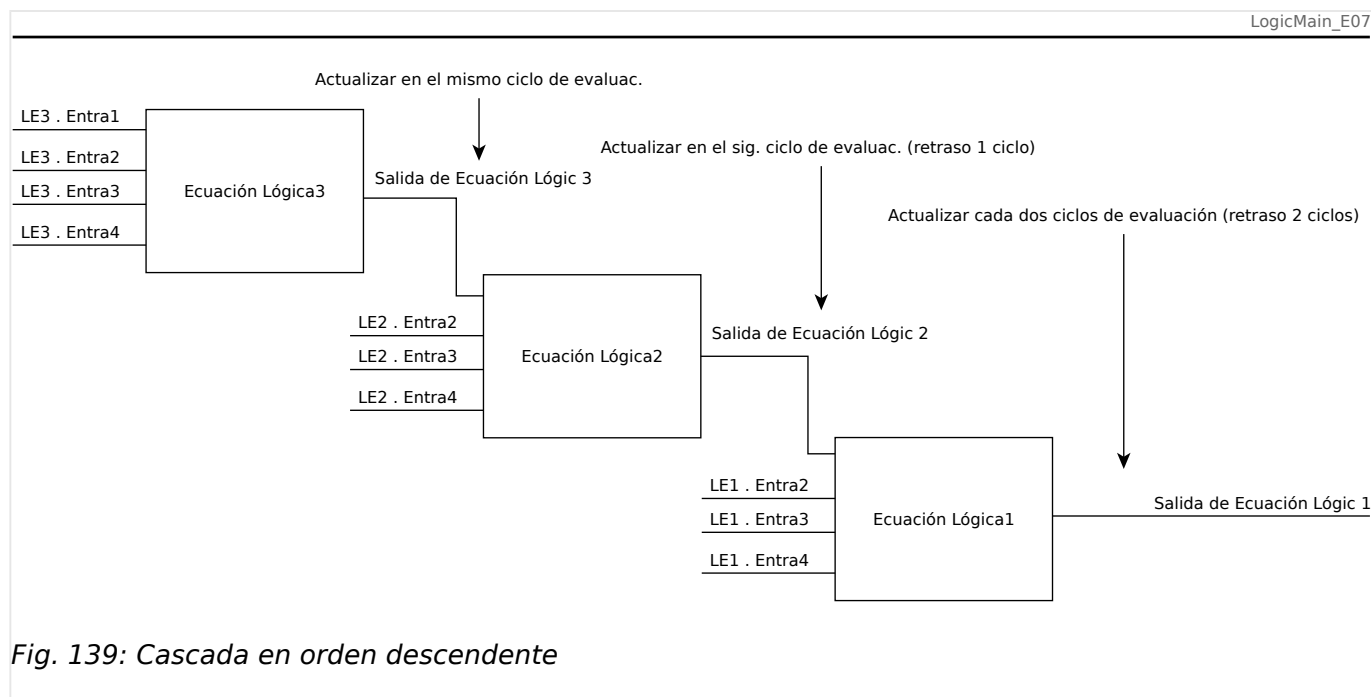 LogicMain_E07
Actualizar en el mismo ciclo de evaluac.
LE3 . Entra1
LE3 . Entra2
LE3 . Entra3
LE3 . Entra4
Ecuación Lógica3
Salida de Ecuación Lógic 3
Actualizar en el sig. ciclo de evaluac. (retraso 1 ciclo)
Actualizar cada dos ciclos de evaluación (retraso 2 ciclos)
LE2 . Entra2
LE2 . Entra3
LE2 . Entra4
Ecuación Lógica2
Salida de Ecuación Lógic 2
LE1 . Entra2
LE1 . Entra3
LE1 . Entra4
Ecuación Lógica1
Salida de Ecuación Lógic 1
Fig. 139: Cascada en orden descendente